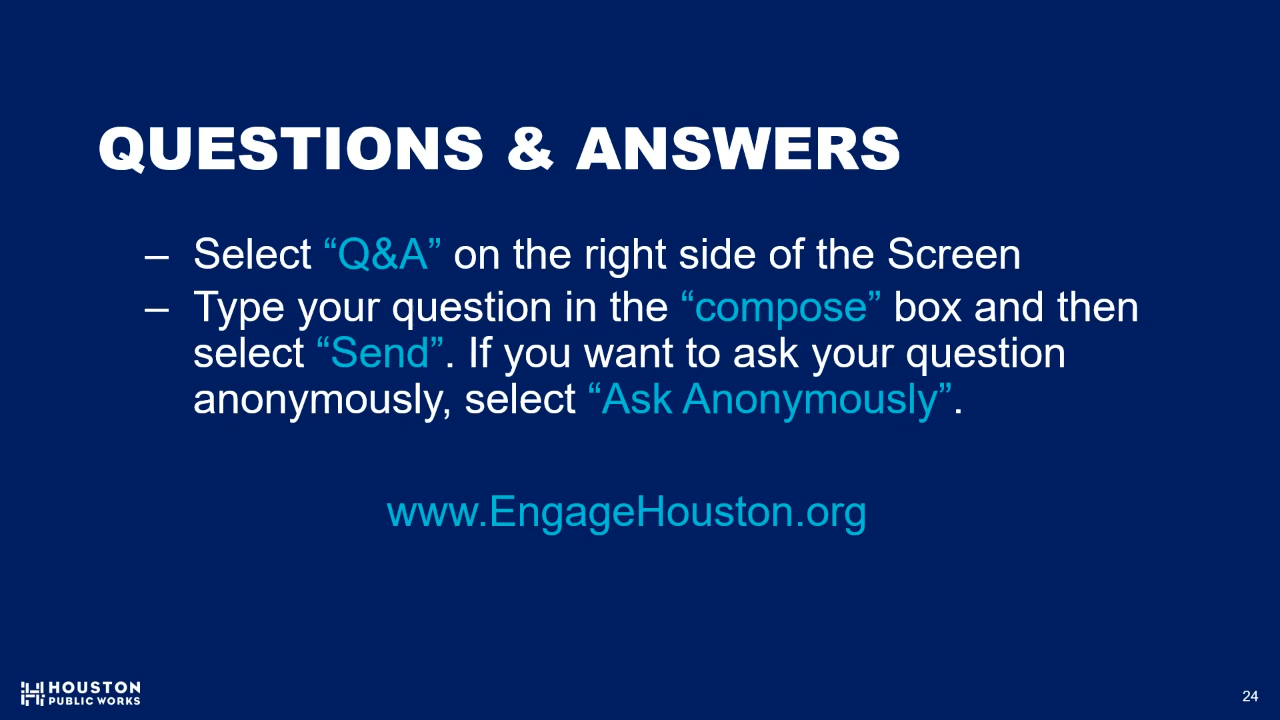 QUESTIONS & ANSWERS
– Select “Q&A” on the right side of the Screen
– Type your question in the “compose” box and then
select “Send”. If you want to ask your question
anonymously, select “Ask Anonymously”.
www.EngageHouston.org
HOUSTON
PUBLIC WORKS
24